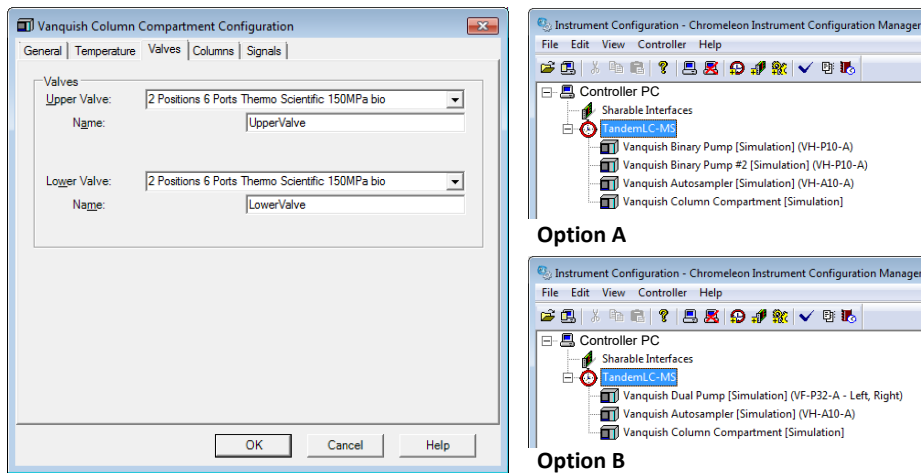 Vanquish Column Compartment Configuration
General Temperature Valves Columns Signals
Valves
Upper Valve: 2 Positions 6 Ports Thermo Scientific 150MPa bio
Name: UpperValve
Lower Valve: 2 Positions 6 Ports Thermo Scientific 150MPa bio
Name: LowerValve
OK Cancel Help
Instrument Configuration - Chromeleon Instrument Configuration Manager
File Edit View Controller Help
Controller PC
Sharable Interfaces
TandemLC-MS
Vanquish Binary Pump [Simulation] (VH-P10-A)
Vanquish Binary Pump #2 [Simulation] (VH-P10-A)
Vanquish Autosampler [Simulation] (VH-A10-A)
Vanquish Column Compartment [Simulation]
Option A
Instrument Configuration - Chromeleon Instrument Configuration Manager
File Edit View Controller Help
Controller PC
Sharable Interfaces
TandemLC-MS
Vanquish Dual Pump [Simulation] (VF-P32-A - Left, Right)
Vanquish Autosampler [Simulation] (VH-A10-A)
Vanquish Column Compartment [Simulation]
Option B